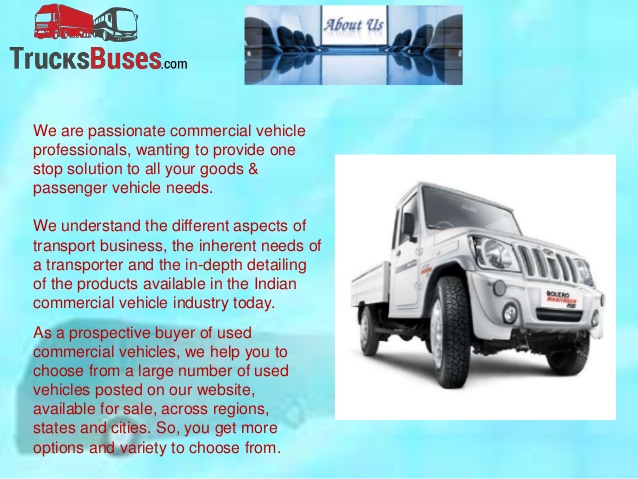 About Us
TrucksBuses.com
We are passionate commercial vehicle
professionals, wanting to provide one
stop solution to all your goods &
passenger vehicle needs.
We understand the different aspects of
transport business, the inherent needs of
a transporter and the in-depth detailing
of the products available in the Indian
commercial vehicle industry today.
As a prospective buyer of used
commercial vehicles, we help you to
choose from a large number of used
vehicles posted on our website,
available for sale, across regions,
states and cities. So, you get more
options and variety to choose from.
BOLERO